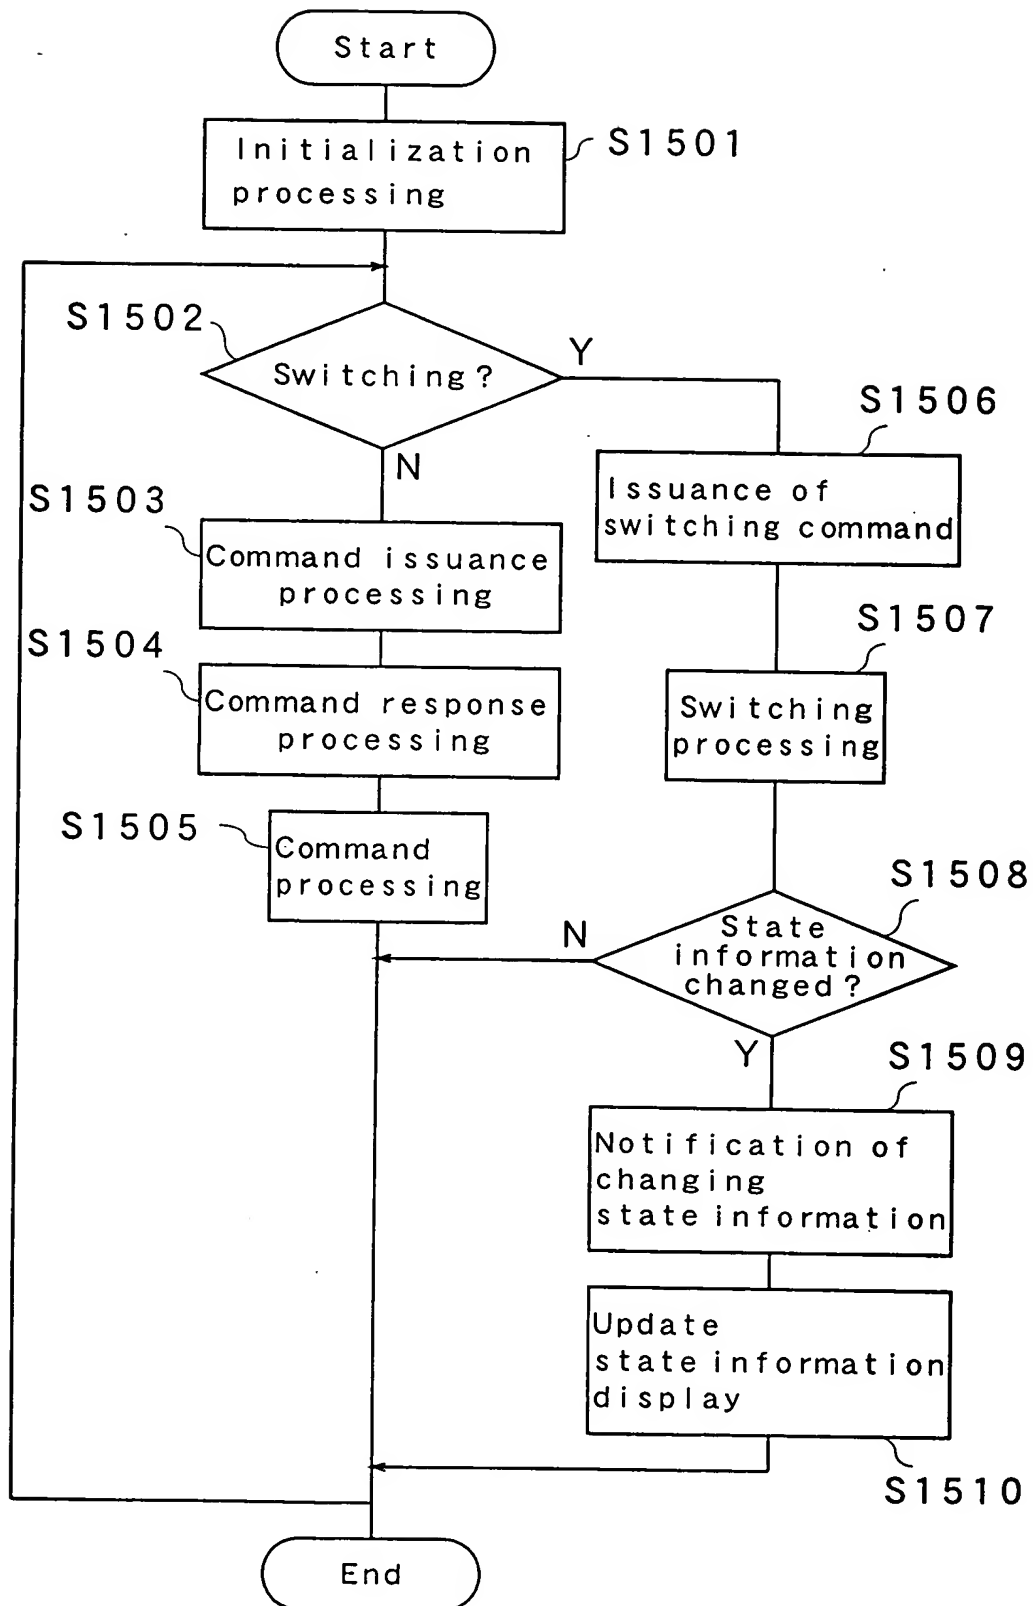 Start
Initialization
processing
S1501
S1502
Switching?
Y
N
S1503
Command issuance
processing
S1504
Command response
processing
S1505
Command
processing
S1506
Issuance of
switching command
S1507
Switching
processing
S1508
State
information
changed?
N
Y
S1509
Notification of
changing
state information
Update
state information
display
S1510
End